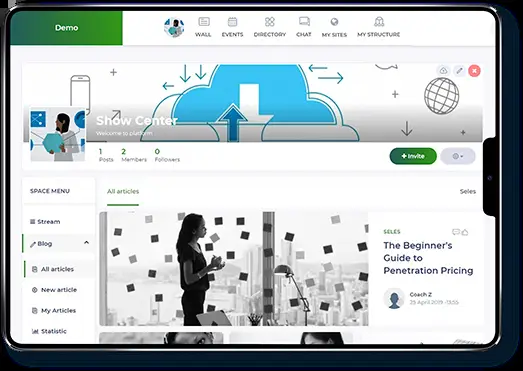 Demo
WALL EVENTS DIRECTORY CHAT MY SITES MY STRUCTURE
Show Center
Welcome to platform
1 2 0
Posts Members Followers
+ Invite
SPACE MENU
All articles
Seles
Stream
Blog
All articles
New article
My Articles
Statistic
SELES
The Beginner's
Guide to
Penetration Pricing
Coach Z
25 April 2019 - 13:55